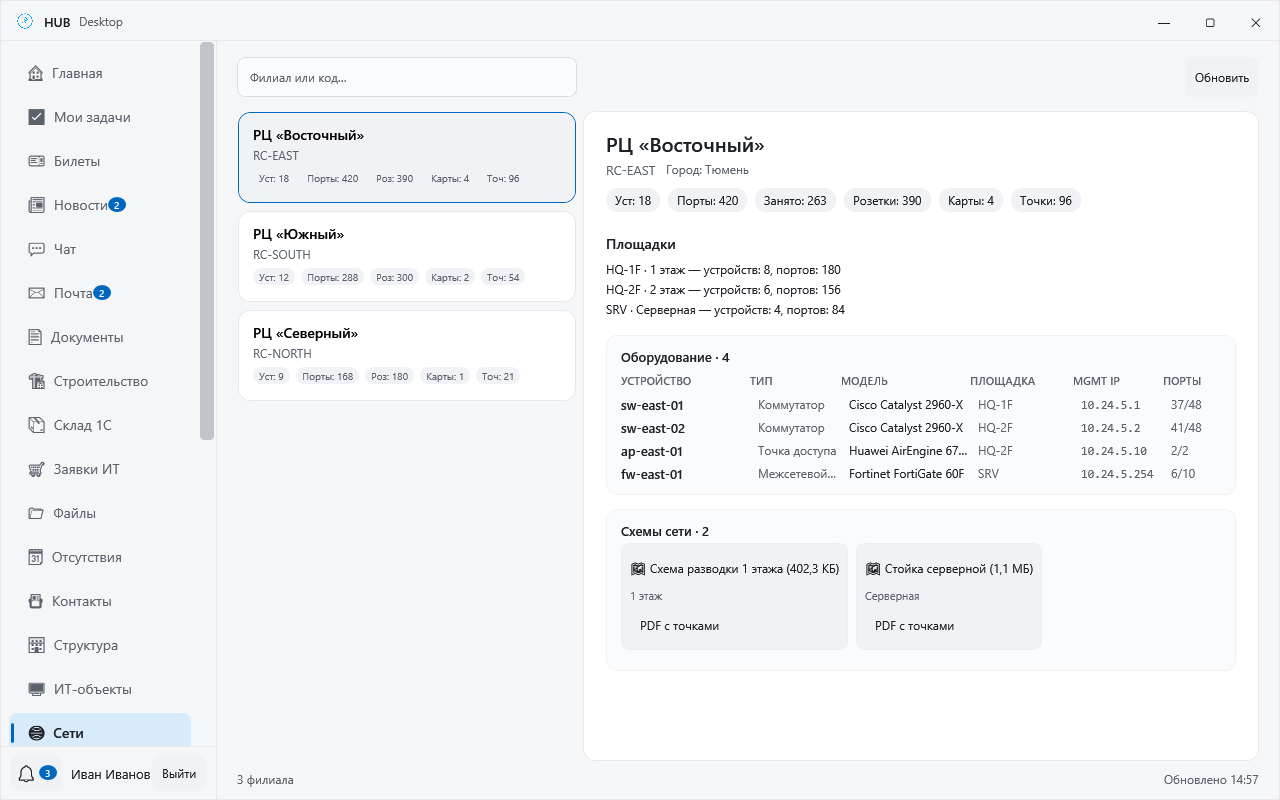 HUB Desktop
Главная
Мои задачи
Билеты
Новости 2
Чат
Почта 2
Документы
Строительство
Склад 1С
Заявки ИТ
Файлы
31 Отсутствия
Контакты
Структура
ИТ-объекты
Сети
3 Иван Иванов Выйти
Филиал или код...
Обновить
РЦ «Восточный»
RC-EAST
Уст: 18 Порты: 420 Роз: 390 Карты: 4 Точ: 96
РЦ «Южный»
RC-SOUTH
Уст: 12 Порты: 288 Роз: 300 Карты: 2 Точ: 54
РЦ «Северный»
RC-NORTH
Уст: 9 Порты: 168 Роз: 180 Карты: 1 Точ: 21
РЦ «Восточный»
RC-EAST Город: Тюмень
Уст: 18 Порты: 420 Занято: 263 Розетки: 390 Карты: 4 Точки: 96
Площадки
HQ-1F · 1 этаж — устройств: 8, портов: 180
HQ-2F · 2 этаж — устройств: 6, портов: 156
SRV · Серверная — устройств: 4, портов: 84
Оборудование · 4
УСТРОЙСТВО ТИП МОДЕЛЬ ПЛОЩАДКА MGMT IP ПОРТЫ
sw-east-01 Коммутатор Cisco Catalyst 2960-X HQ-1F 10.24.5.1 37/48
sw-east-02 Коммутатор Cisco Catalyst 2960-X HQ-2F 10.24.5.2 41/48
ap-east-01 Точка доступа Huawei AirEngine 67... HQ-2F 10.24.5.10 2/2
fw-east-01 Межсетевой... Fortinet FortiGate 60F SRV 10.24.5.254 6/10
Схемы сети · 2
Схема разводки 1 этажа (402,3 КБ)
1 этаж
PDF с точками
Стойка серверной (1,1 МБ)
Серверная
PDF с точками
3 филиала
Обновлено 14:57